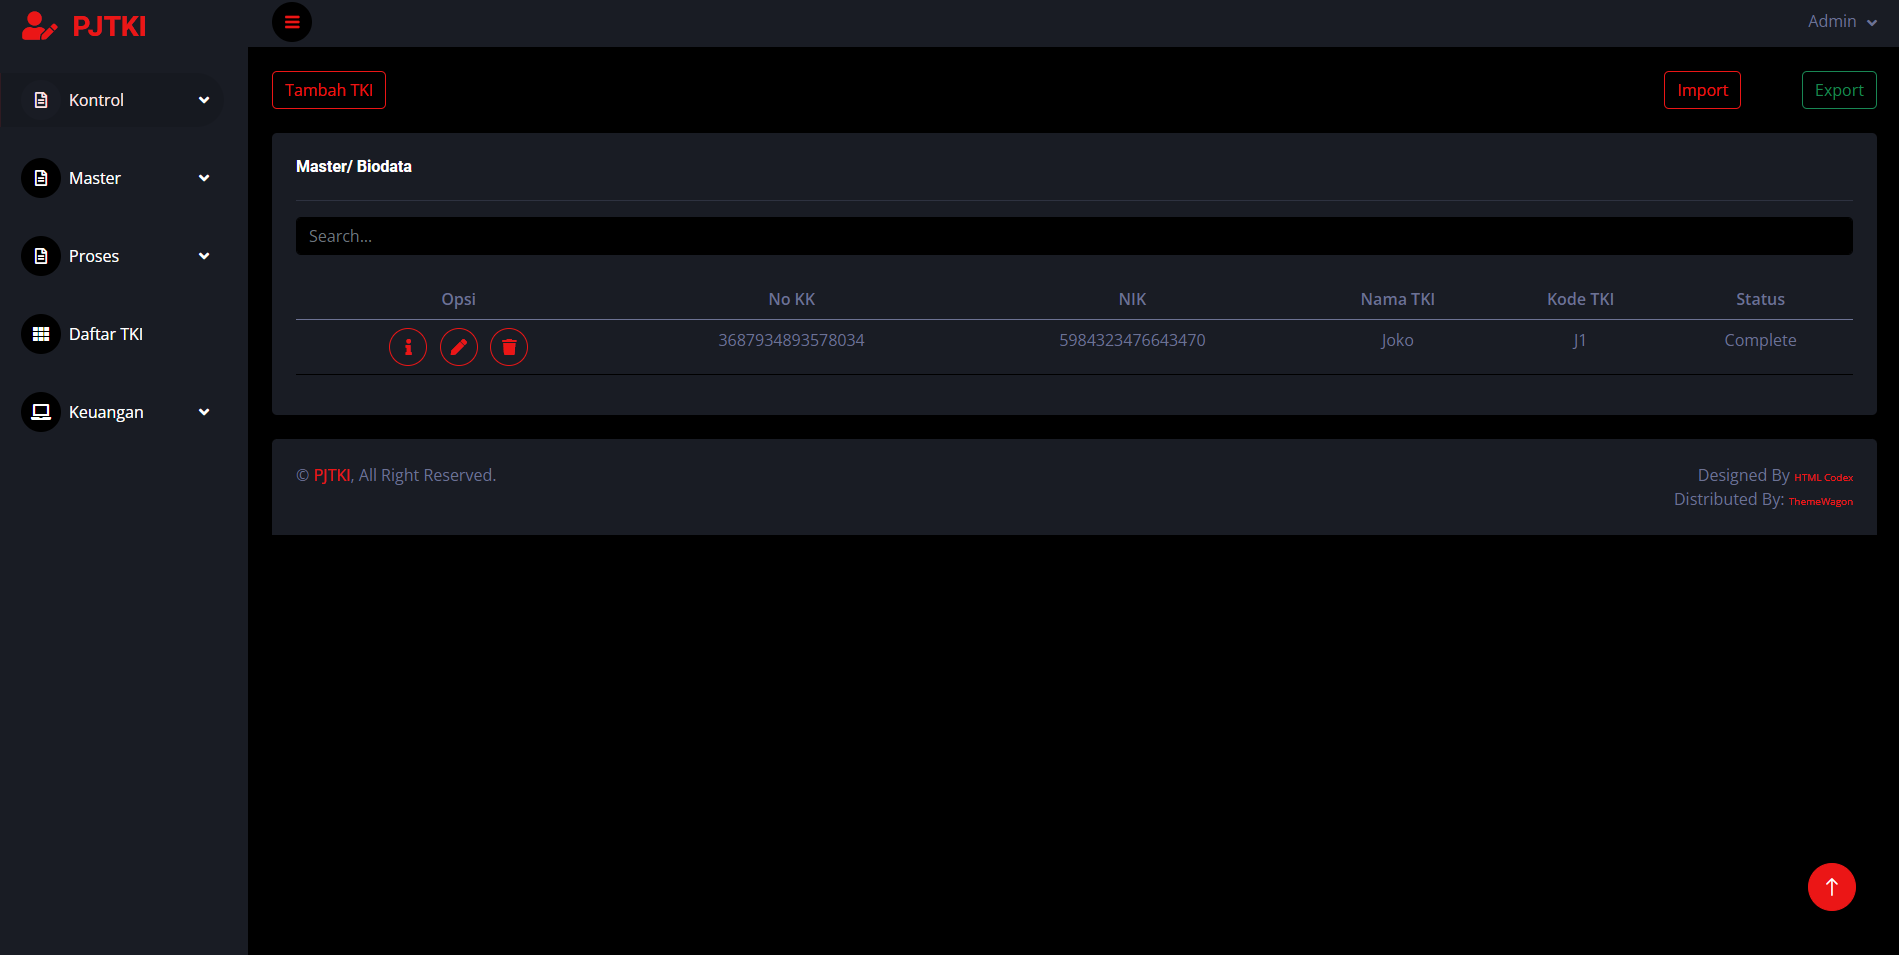 PJTKI
Admin
Kontrol
Master
Proses
Daftar TKI
Keuangan
Tambah TKI
Import
Export
Master/ Biodata
Search...
Opsi No KK NIK Nama TKI Kode TKI Status
3687934893578034 5984323476643470 Joko J1 Complete
© PJTKI, All Right Reserved.
Designed By HTML Codex
Distributed By: ThemeWagon